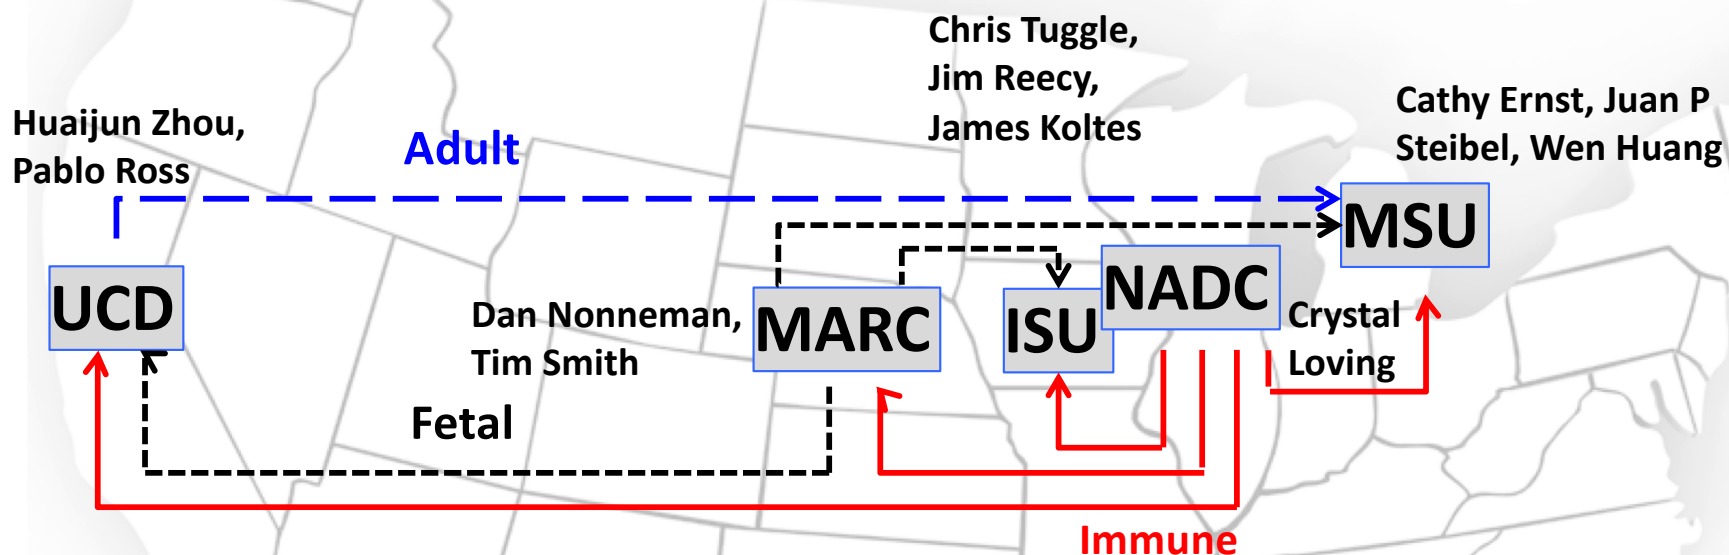 Chris Tuggle,
Jim Reecy,
James Koltes
Cathy Ernst, Juan P
Steibel, Wen Huang
Huaijun Zhou,
Pablo Ross
Adult
MSU
NADC
UCD
MARC
ISU
Dan Nonneman,
Tim Smith
Crystal
Loving
Fetal
Immune